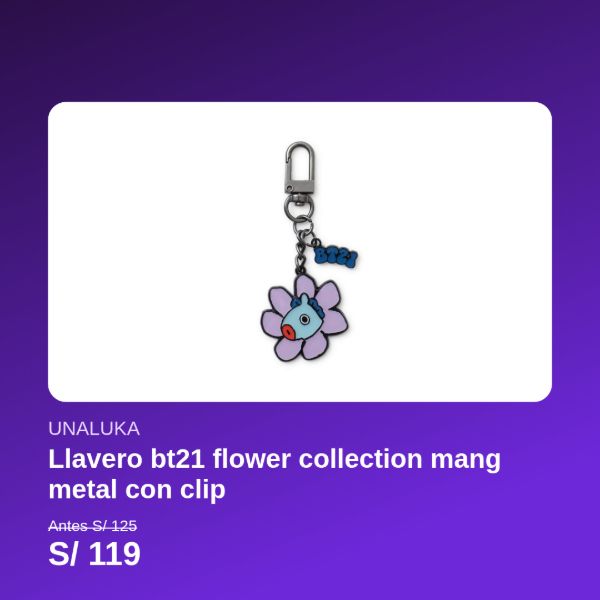 BT21
UNALUKA
Llavero bt21 flower collection mang
metal con clip
Antes S/ 125
S/ 119